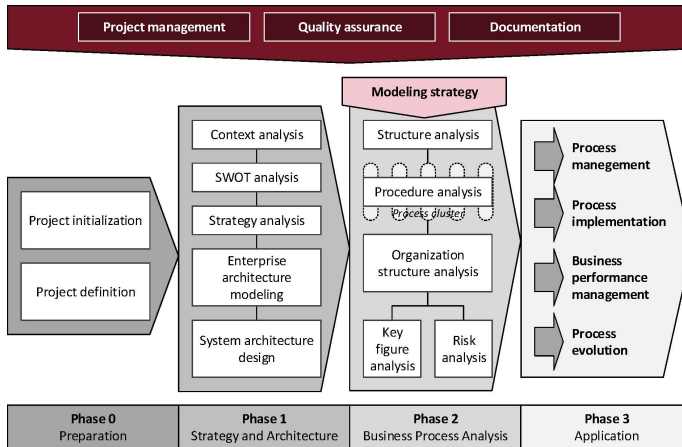 Project management
Quality assurance
Documentation
Modeling strategy
Project initialization
Project definition
Context analysis
SWOT analysis
Strategy analysis
Enterprise
architecture
modeling
System architecture
design
Structure analysis
Procedure analysis
Process cluster
Organization
structure analysis
Key
figure
analysis
Risk
analysis
Process
manegement
Process
implementation
Business
performance
management
Process
evolution
Phase 0
Preparation
Phase 1
Strategy and Architecture
Phase 2
Business Process Analysis
Phase 3
Application